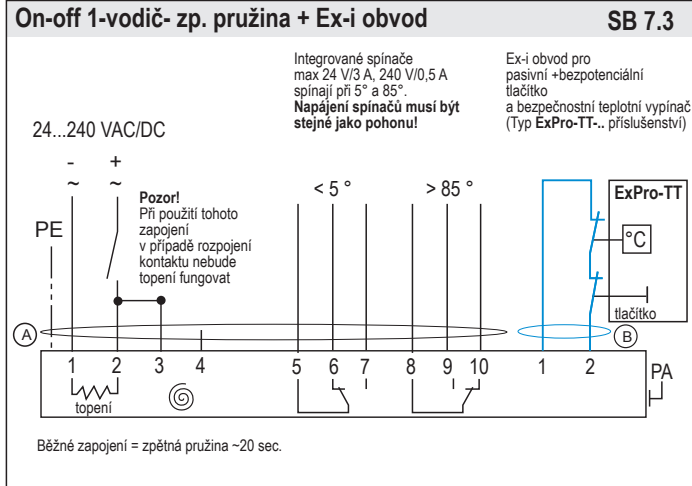 On-off 1-vodič- zp. pružina + Ex-i obvod
SB 7.3
Integrované spínače
max 24 V/3 A, 240 V/0,5 A
spínají při 5° a 85°.
Napájení spínačů musí být
stejné jako pohonu!
Ex-i obvod pro
pasivní +bezpotenciální
tlačítko
a bezpečnostní teplotní vypínač
(Typ ExPro-TT-.. příslušenství)
24...240 VAC/DC
- +
~ ~
PE
Pozor!
Při použití tohoto
zapojení
v případě rozpojení
kontaktu nebude
topení fungovat
< 5 °
> 85 °
ExPro-TT
°C
tlačítko
A
B
1 2 3 4 5 6 7 8 9 10 1 2
PA
topení
Běžné zapojení = zpětná pružina ~20 sec.